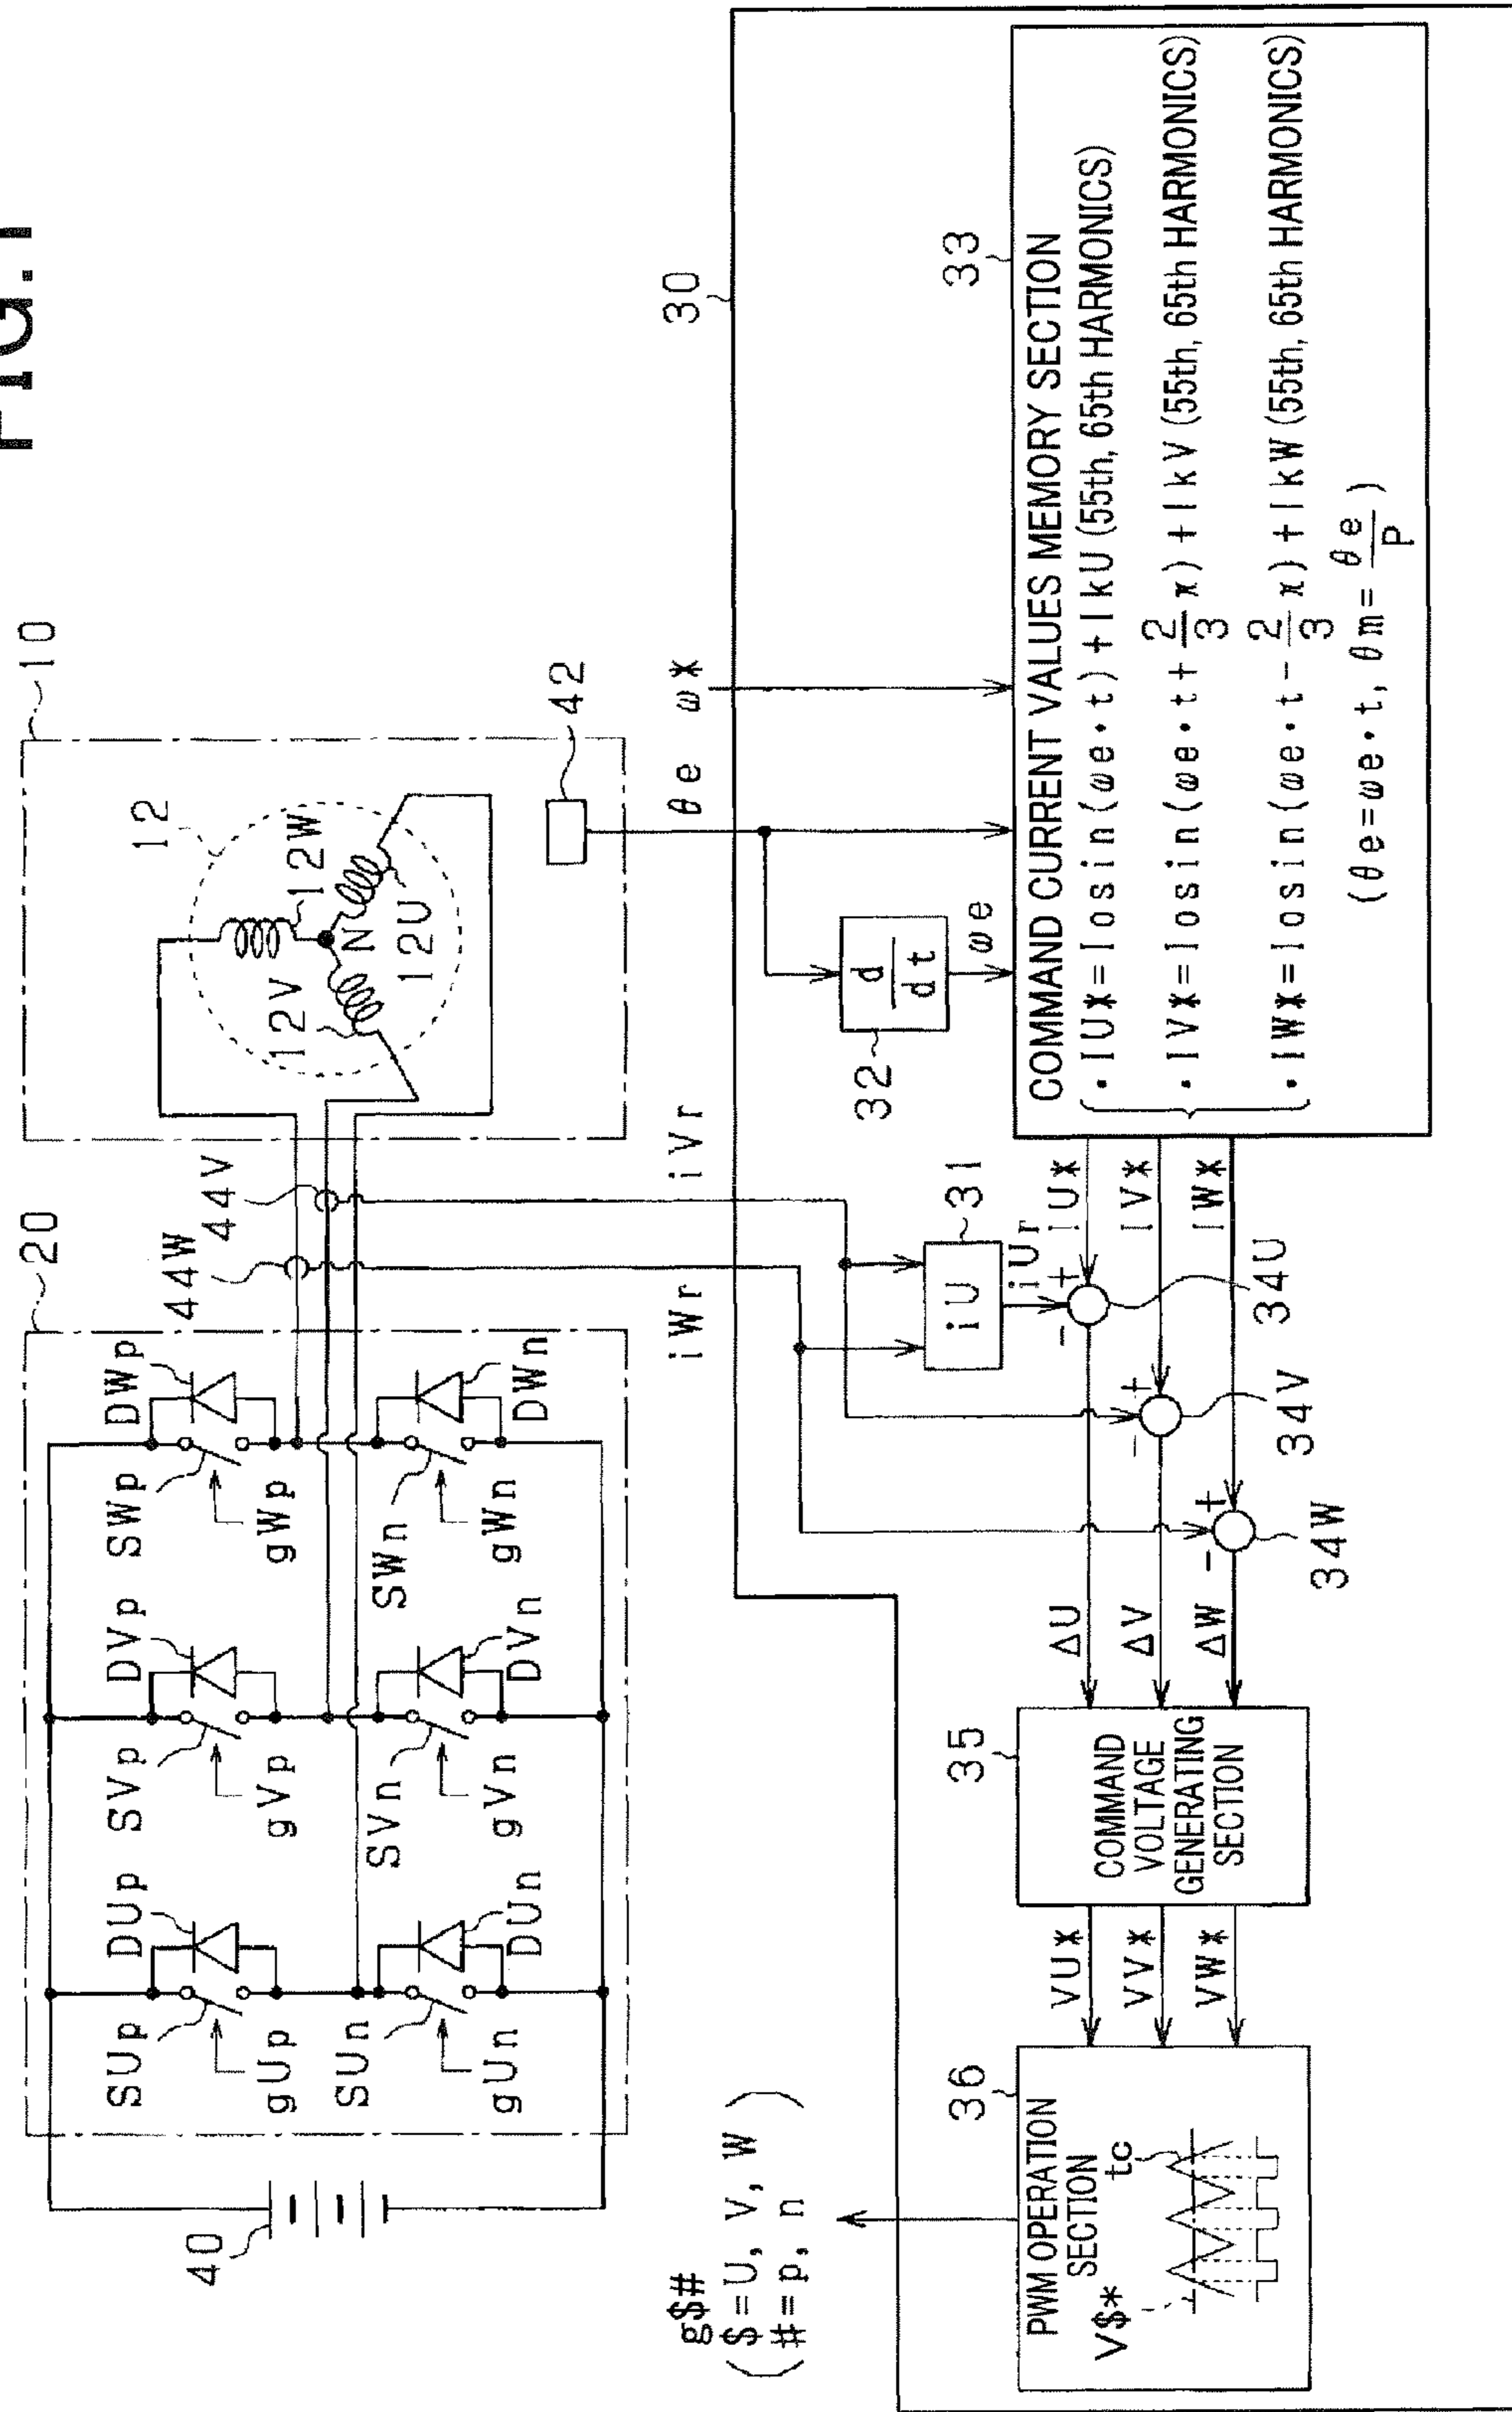 FIG.1
20
10
DUp
DVp
DWp
SUp
SVp
SWp
gUp
gVp
gWp
40
SUn
SVn
SWn
gUn
gVn
gWn
DUn
DVn
DWn
44W
44V
12
12V
12W
N
12U
42
g$#
($=U, V, W)
(#=p, n)
iWr
iVr
θe
ω*
30
32
d
dt
ωe
31
iU
iUr
33
COMMAND CURRENT VALUES MEMORY SECTION
• IU*=Iosin(ωe•t)+IkU (55th, 65th HARMONICS)
• IV*=Iosin(ωe•t+2/3π)+IkV (55th, 65th HARMONICS)
• IW*=Iosin(ωe•t-2/3π)+IkW (55th, 65th HARMONICS)
(θe=ωe•t, θm=θe/P)
IU*
IV*
IW*
+
-
34U
+
-
34V
+
-
34W
ΔU
ΔV
ΔW
35
COMMAND
VOLTAGE
GENERATING
SECTION
VU*
VV*
VW*
36
PWM OPERATION
SECTION
V$*
tc